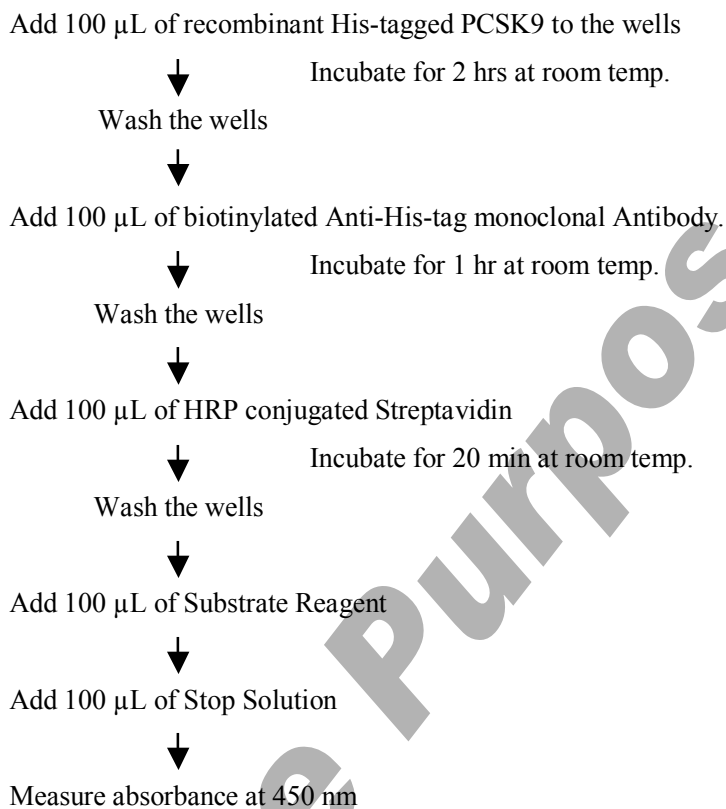 Add 100 µL of recombinant His-tagged PCSK9 to the wells
Incubate for 2 hrs at room temp.
Wash the wells
Add 100 µL of biotinylated Anti-His-tag monoclonal Antibody.
Incubate for 1 hr at room temp.
Wash the wells
Add 100 µL of HRP conjugated Streptavidin
Incubate for 20 min at room temp.
Wash the wells
Add 100 µL of Substrate Reagent
Add 100 µL of Stop Solution
Measure absorbance at 450 nm
e Purpos